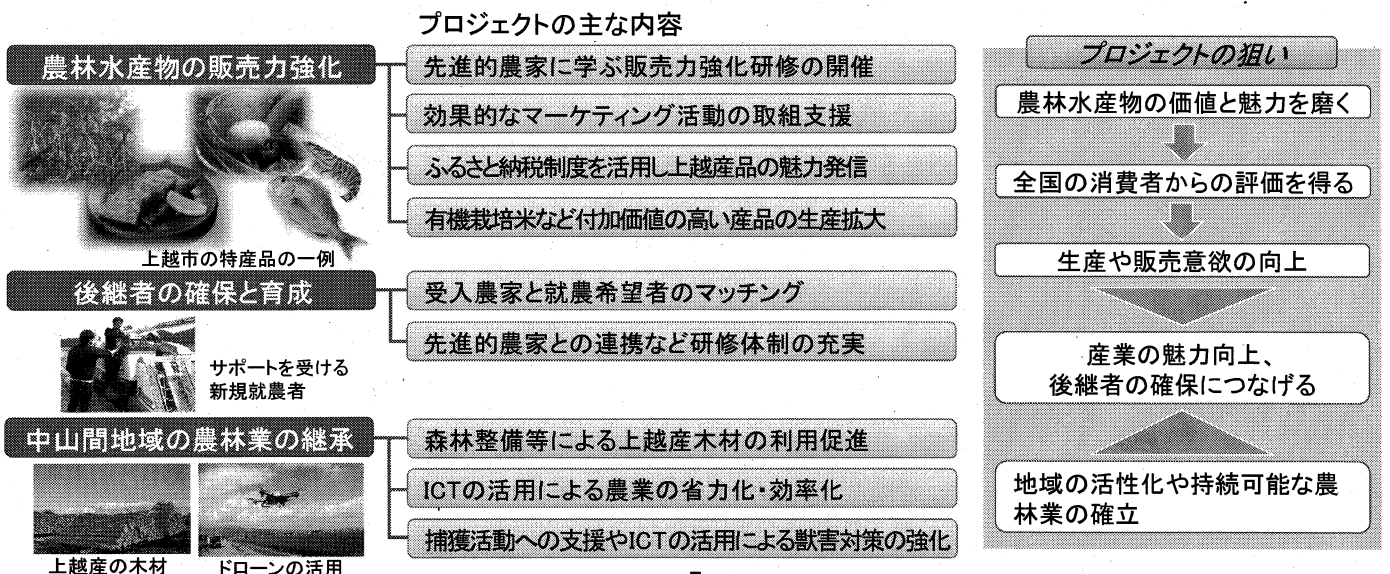 プロジェクトの主な内容
農林水産物の販売力強化
先進的農家に学ぶ販売力強化研修の開催
効果的なマーケティング活動の取組支援
ふるさと納税制度を活用し上越産品の魅力発信
有機栽培米など付加価値の高い産品の生産拡大
上越市の特産品の一例
後継者の確保と育成
受入農家と就農希望者のマッチング
先進的農家との連携など研修体制の充実
サポートを受ける
新規就農者
中山間地域の農林業の継承
森林整備等による上越産木材の利用促進
ICTの活用による農業の省力化・効率化
捕獲活動への支援やICTの活用による獣害対策の強化
上越産の木材
ドローンの活用
プロジェクトの狙い
農林水産物の価値と魅力を磨く
全国の消費者からの評価を得る
生産や販売意欲の向上
産業の魅力向上、
後継者の確保につなげる
地域の活性化や持続可能な農
林業の確立